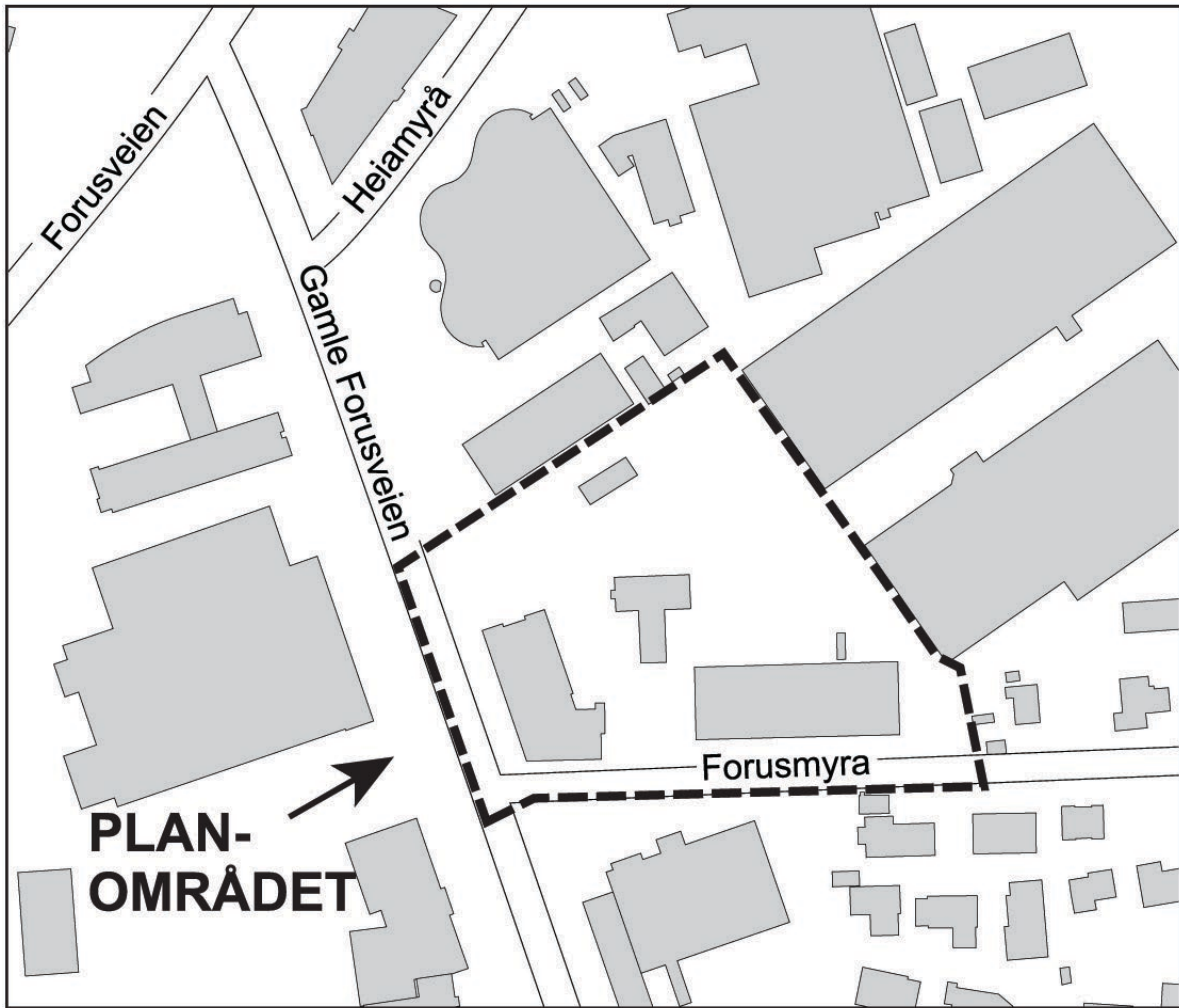 Forusveien
Heiamyrå
Gamle Forusveien
Forusmyra
PLAN-
OMRÅDET